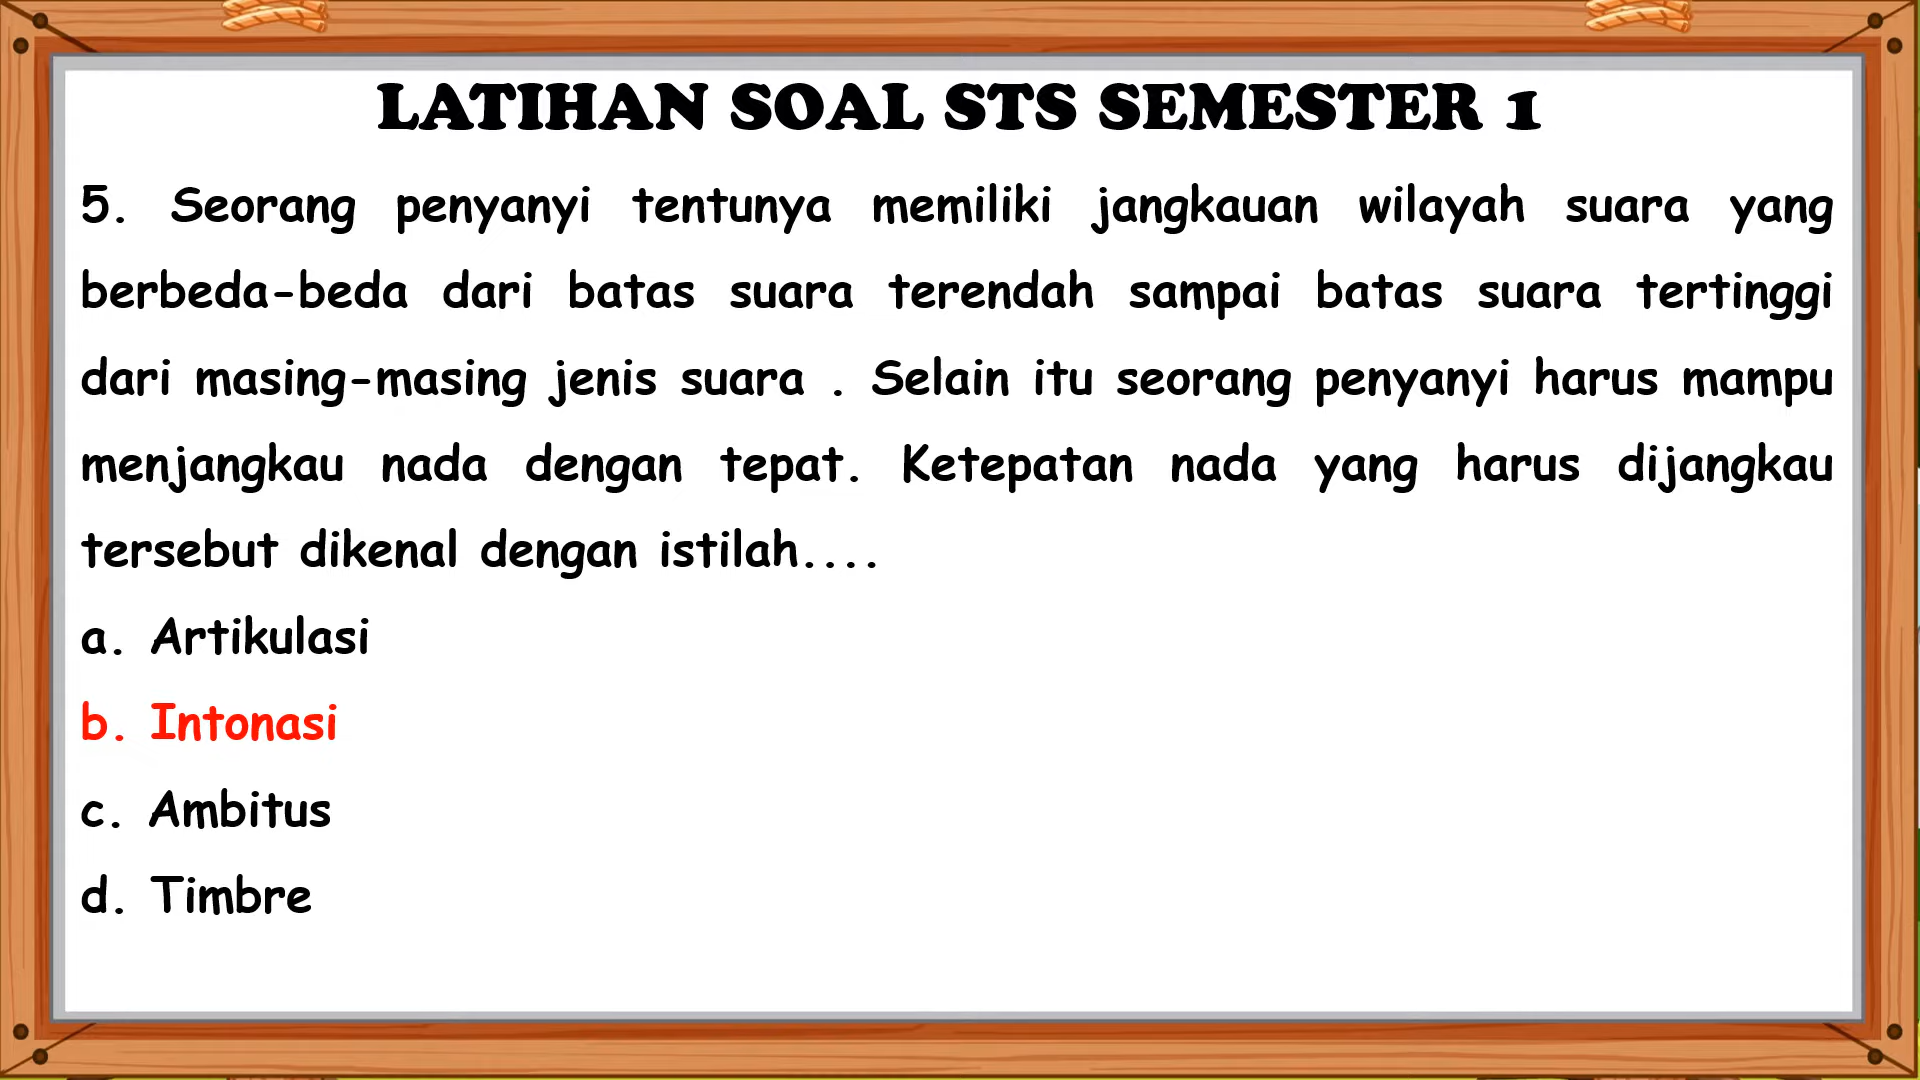 LATIHAN SOAL STS SEMESTER 1
5. Seorang penyanyi tentunya memiliki jangkauan wilayah suara yang
berbeda-beda dari batas suara terendah sampai batas suara tertinggi
dari masing-masing jenis suara . Selain itu seorang penyanyi harus mampu
menjangkau nada dengan tepat. Ketepatan nada yang harus dijangkau
tersebut dikenal dengan istilah....
a. Artikulasi
b. Intonasi
c. Ambitus
d. Timbre